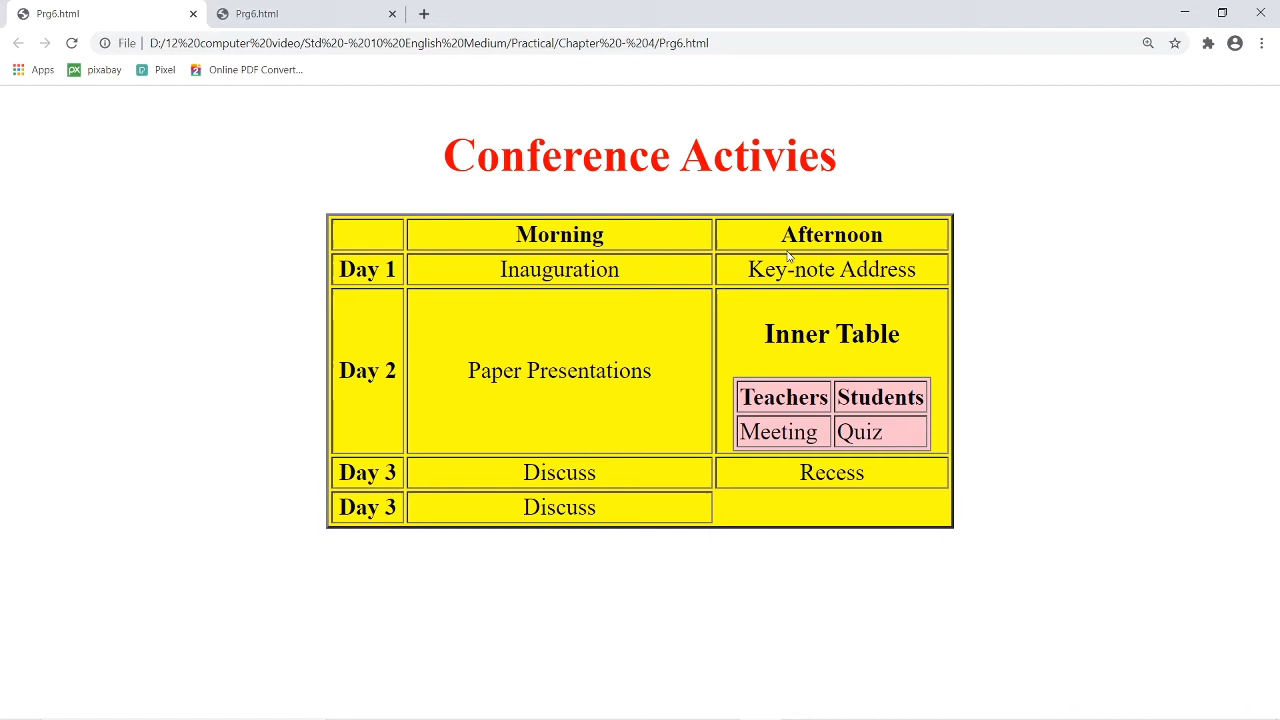 Prg6.html
Prg6.html
File
D:/12%20computer%20video/Std%20-%2010%20English%20Medium/Practical/Chapter%20-%204/Prg6.html
Apps
px pixabay
Pixel
Online PDF Convert...
Conference Activies
Morning Afternoon
Day 1 Inauguration Key-note Address
Inner Table
Day 2 Paper Presentations
Teachers Students
Meeting Quiz
Day 3 Discuss Recess
Day 3 Discuss